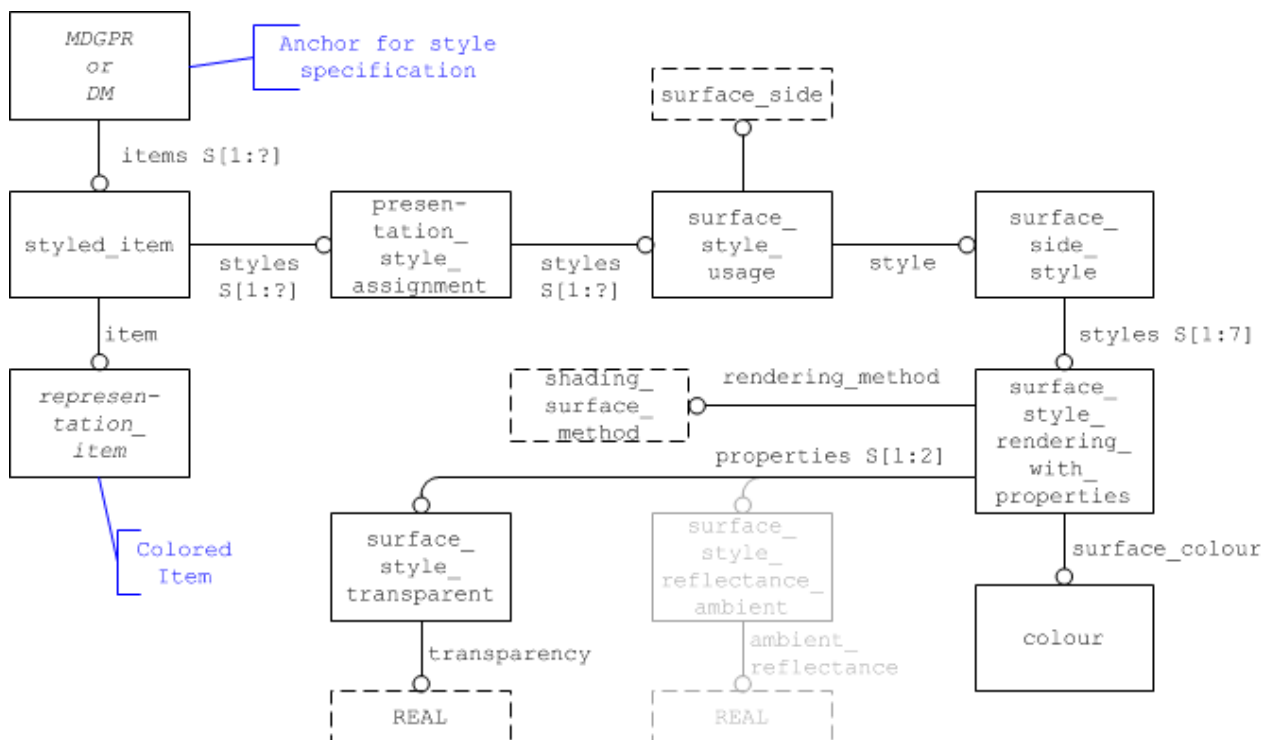 MDGPR
or
DM
Anchor for style
specification
surface_side
items S[1:?]
styled_item
presen-
tation_
style_
assignment
surface_
style_
usage
surface_
side_
style
styles
S[1:?]
styles
S[1:?]
style
item
styles S[1:7]
represen-
tation_
item
shading_
surface_
method
rendering_method
surface_
style_
rendering_
with_
properties
properties S[1:2]
Colored
Item
surface_
style_
transparent
surface_
style_
reflectance_
ambient
surface_colour
colour
transparency
ambient_
reflectance
REAL
REAL